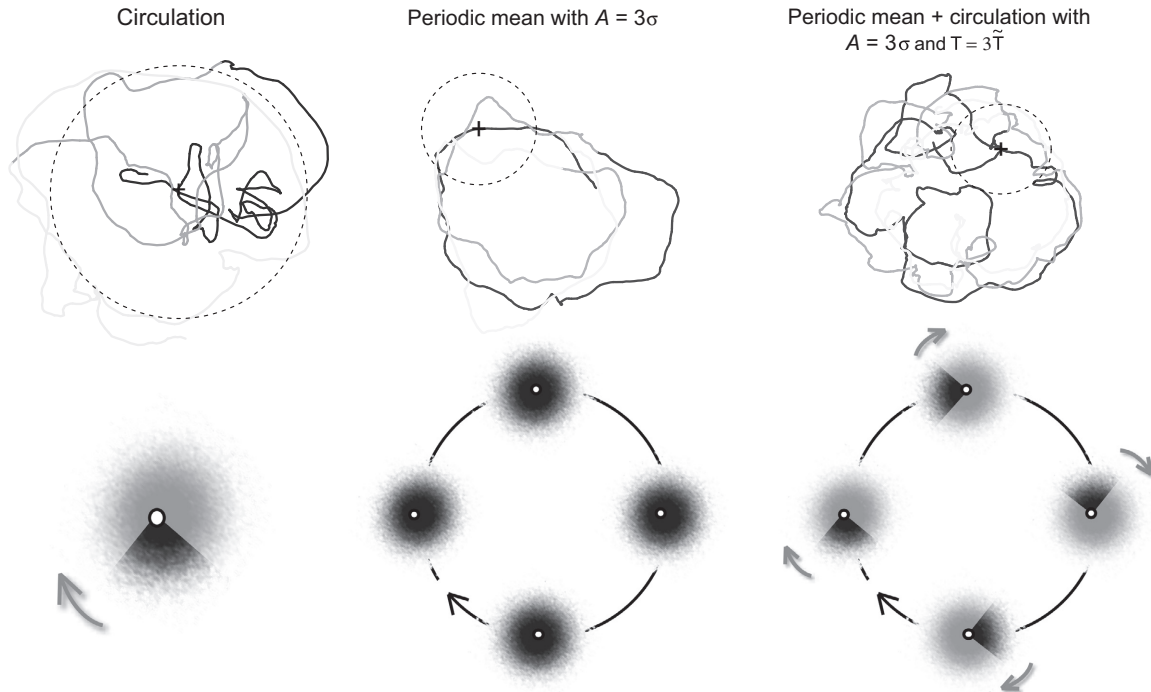 Circulation
Periodic mean with A = 3σ
Periodic mean + circulation with
A = 3σ and T = 3T̃